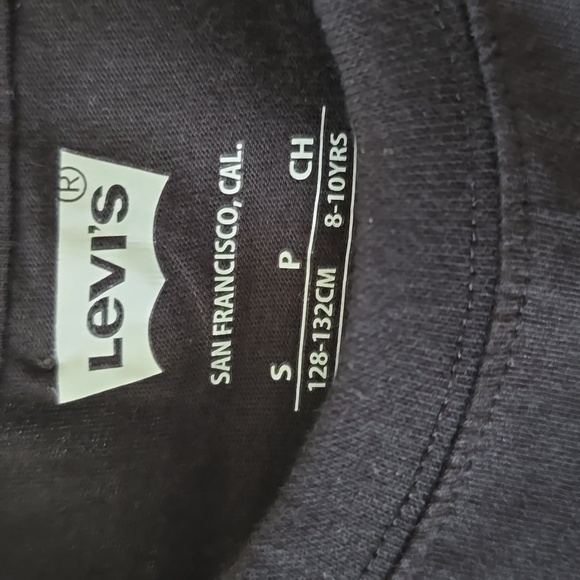 LEVI'S ®
SAN FRANCISCO, CAL.
S P CH
128-132CM 8-10YRS